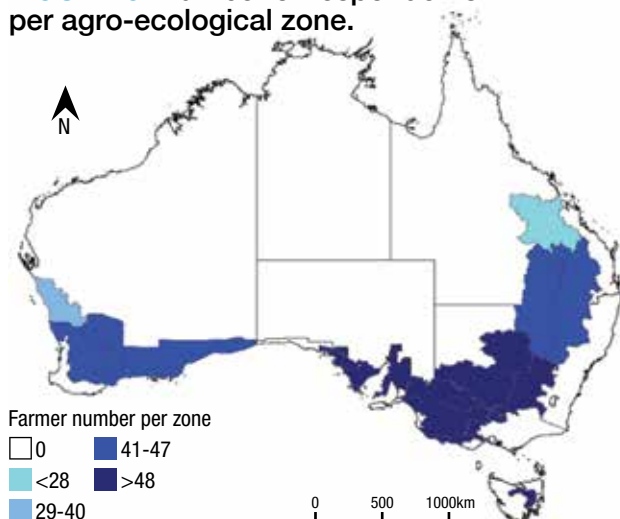 per agro-ecological zone.
N
Farmer number per zone
0
41-47
<28
>48
29-40
0 500 1000km